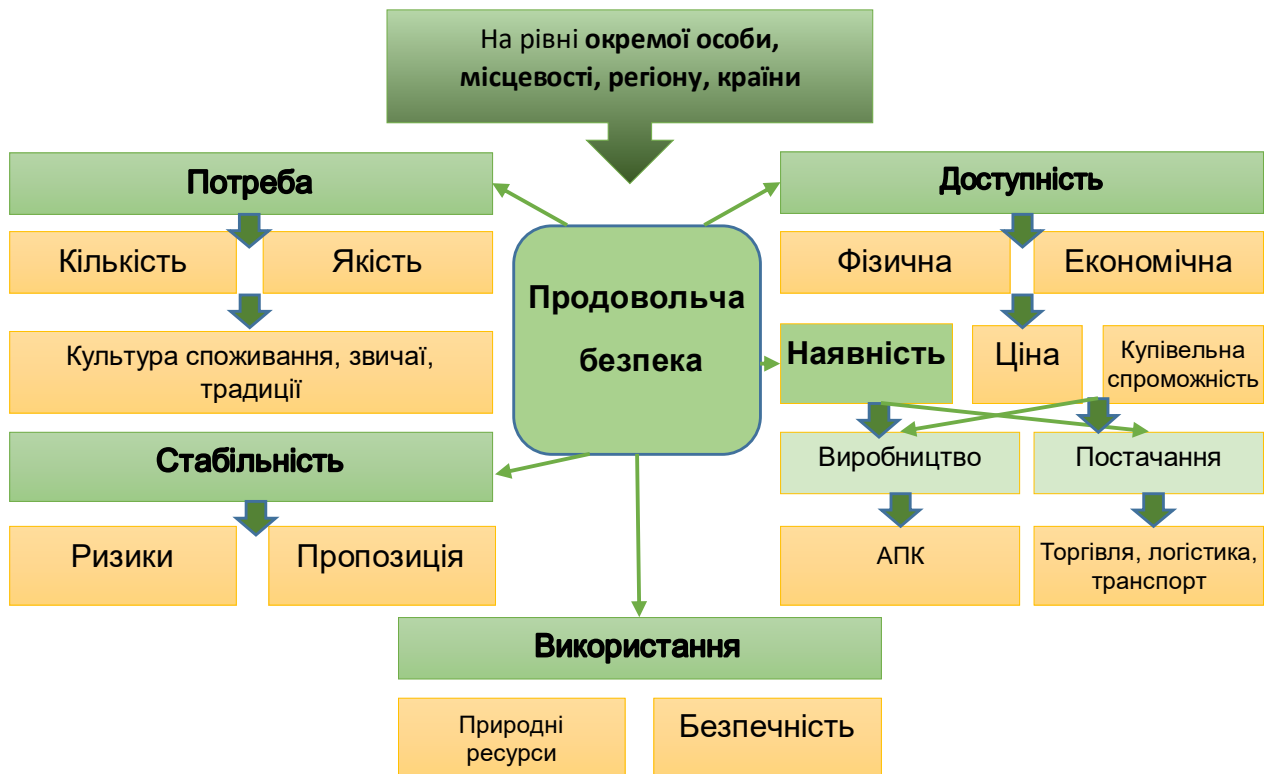 На рівні окремої особи,
місцевості, регіону, країни
Потреба
Кількість
Якість
Культура споживання, звичаї,
традиції
Стабільність
Ризики
Пропозиція
Продовольча
безпека
Доступність
Фізична
Економічна
Наявність
Ціна
Купівельна
спроможність
Виробництво
Постачання
АПК
Торгівля, логістика,
транспорт
Використання
Природні
ресурси
Безпечність